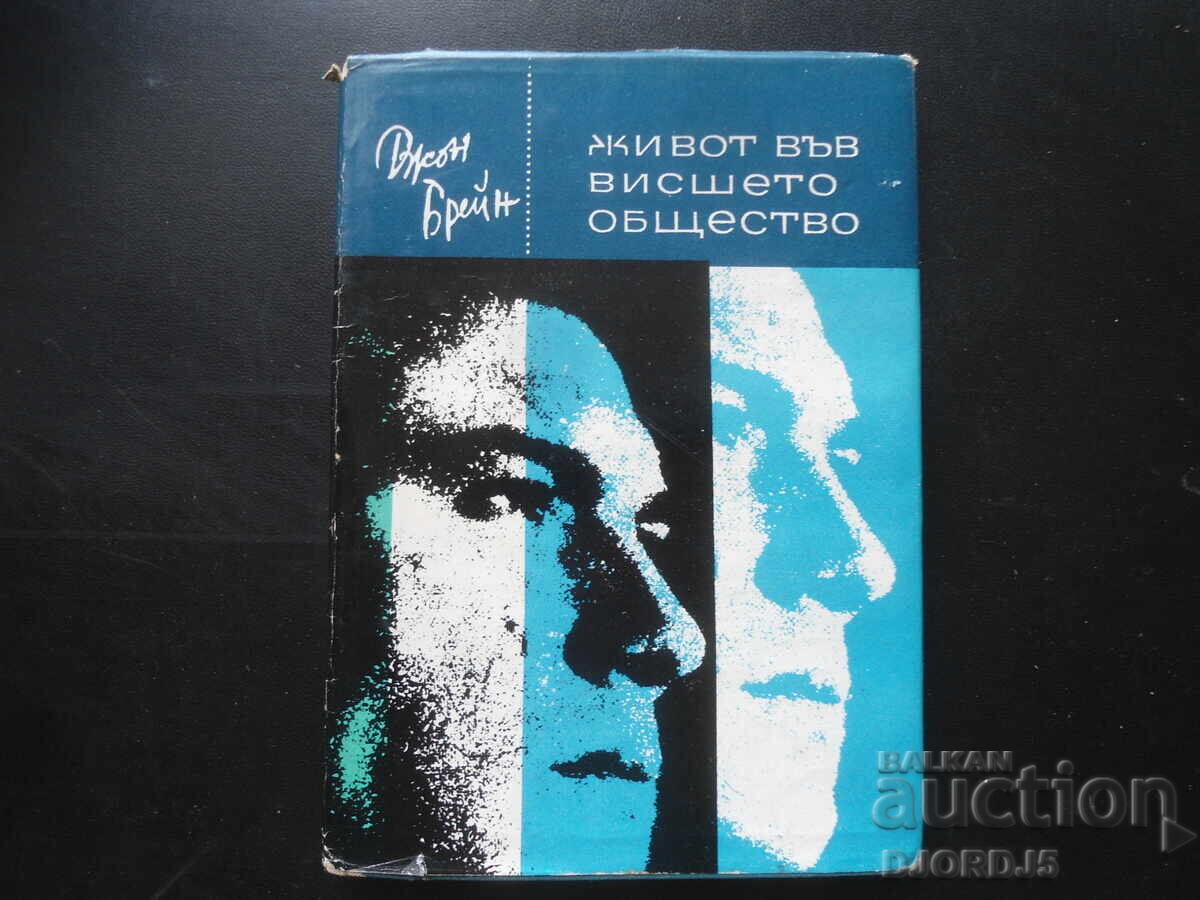 Джон
Брейн
живот във
висшето
общество
BALKAN
auction
DJORDJ5